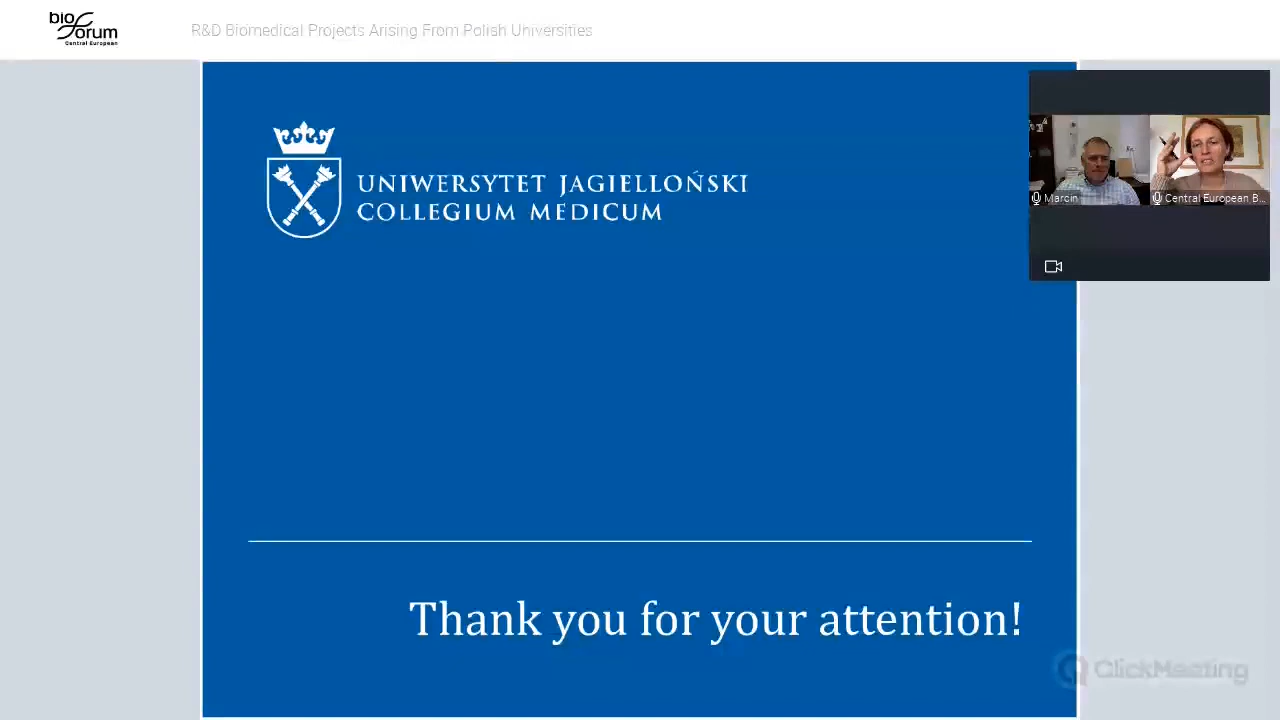 bio
forum
Central European
R&D Biomedical Projects Arising From Polish Universities
UNIWERSYTET JAGIELLOŃSKI
COLLEGIUM MEDICUM
Marcin
Central European B...
Thank you for your attention!
ClickMeeting